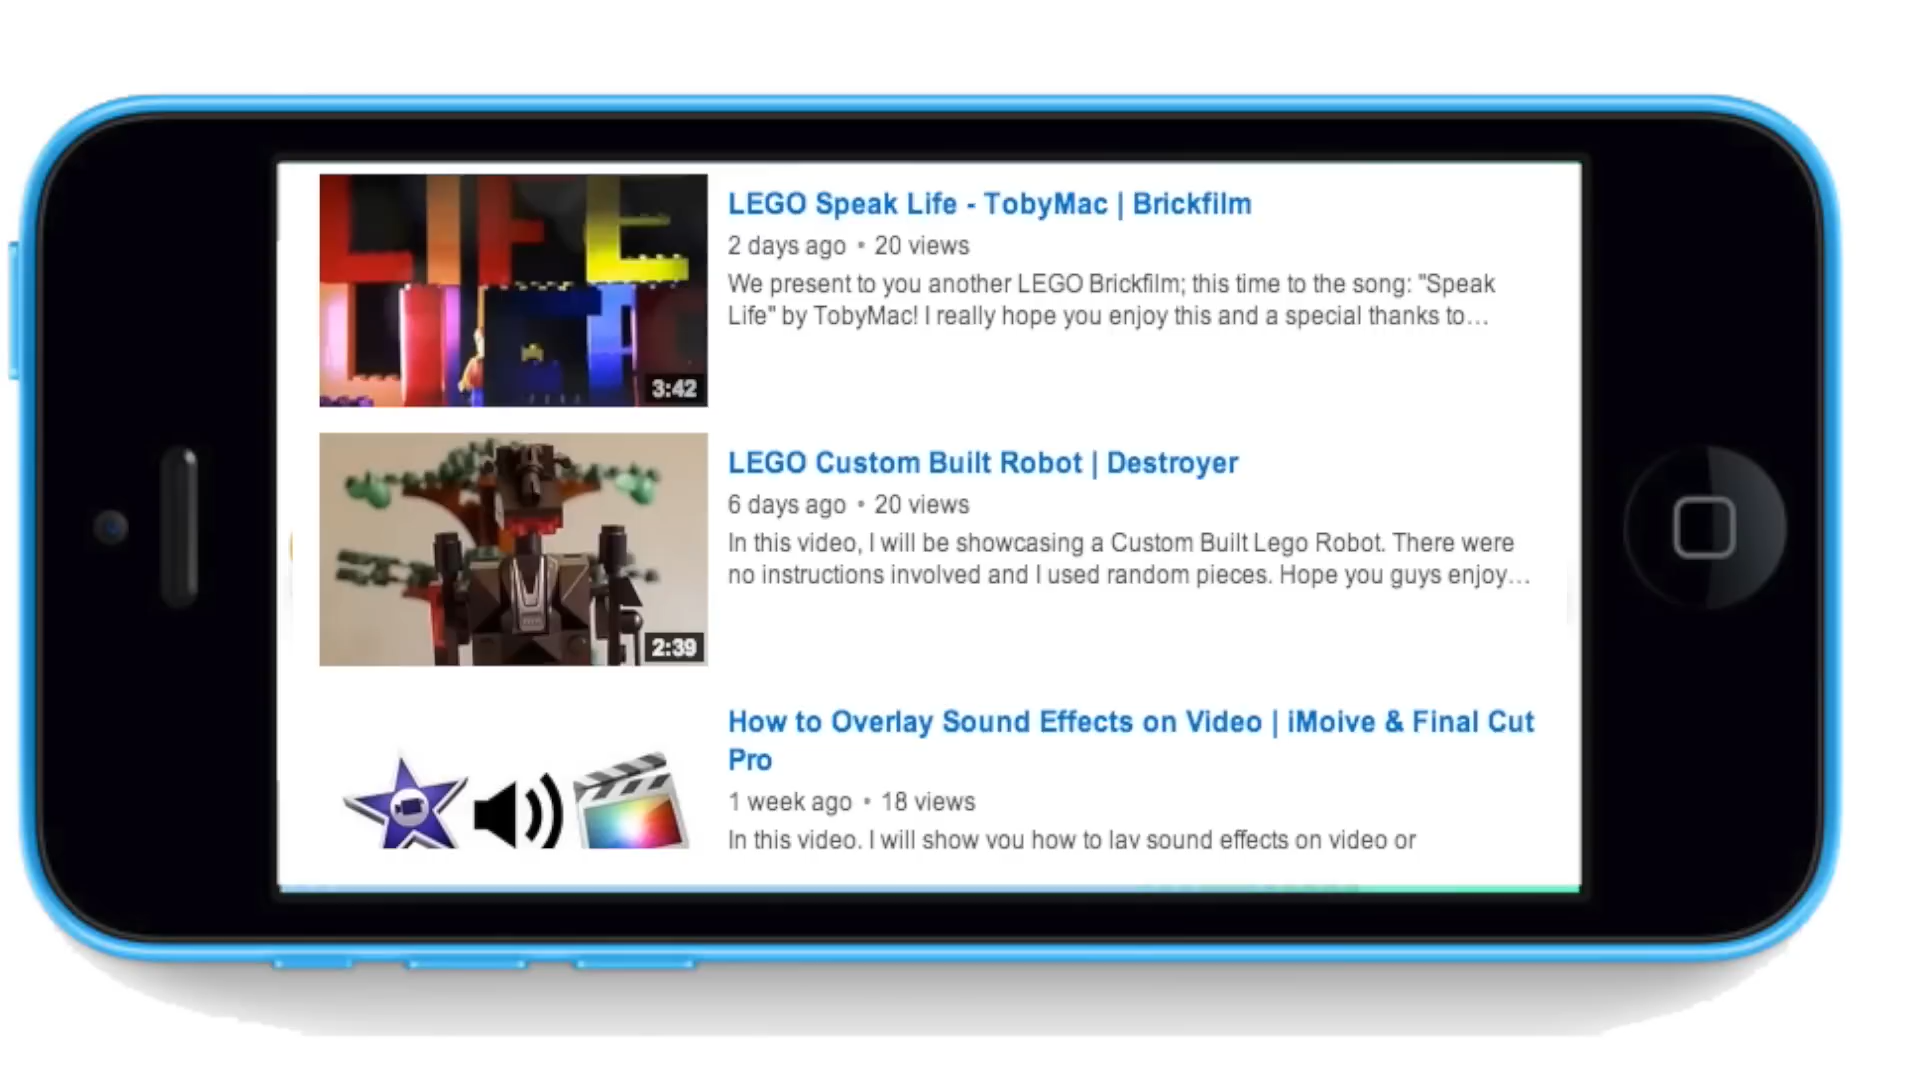 LIFE
3:42
LEGO Speak Life - TobyMac | Brickfilm
2 days ago • 20 views
We present to you another LEGO Brickfilm; this time to the song: "Speak
Life" by TobyMac! I really hope you enjoy this and a special thanks to...
2:39
LEGO Custom Built Robot | Destroyer
6 days ago • 20 views
In this video, I will be showcasing a Custom Built Lego Robot. There were
no instructions involved and I used random pieces. Hope you guys enjoy...
How to Overlay Sound Effects on Video | iMoive & Final Cut
Pro
1 week ago • 18 views
In this video. I will show you how to lay sound effects on video or